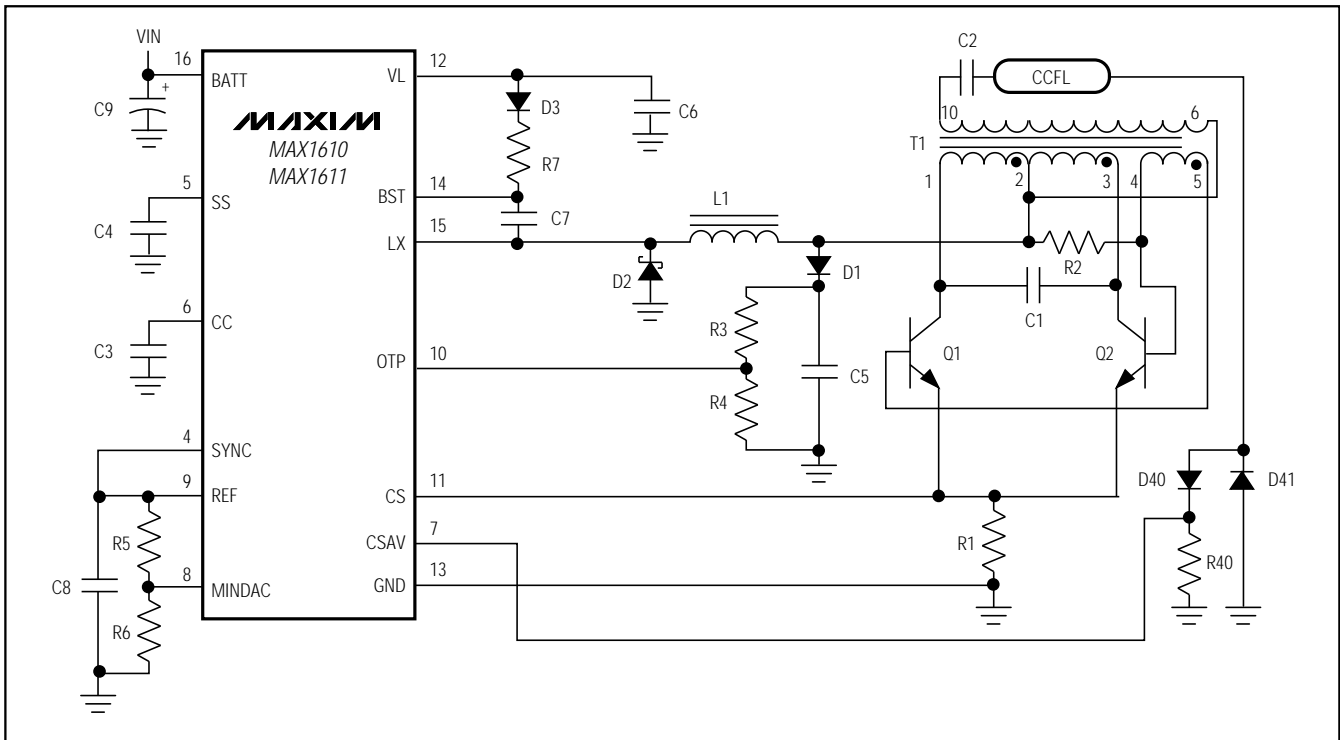 VIN
16
BATT
C9
+
MAXIM
MAX1610
MAX1611
12
VL
D3
C6
R7
5
SS
C4
14
BST
C7
15
LX
L1
D2
D1
6
CC
C3
R3
10
OTP
R4
C5
4
SYNC
9
REF
R5
8
MINDAC
C8
R6
11
CS
7
CSAV
13
GND
R1
C2
CCFL
10
6
T1
1
2
3
4
5
R2
C1
Q1
Q2
D40
D41
R40